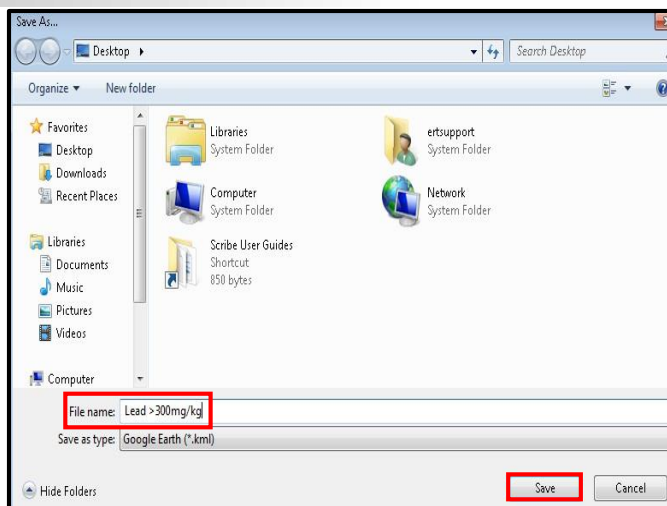 Save As...
Desktop
Search Desktop
Organize
New folder
Favorites
Desktop
Downloads
Recent Places
Libraries
Documents
Music
Pictures
Videos
Computer
Libraries
System Folder
ertsupport
System Folder
Computer
System Folder
Network
System Folder
Scribe User Guides
Shortcut
850 bytes
File name: Lead >300mg/kg
Save as type: Google Earth (*.kml)
Hide Folders
Save
Cancel